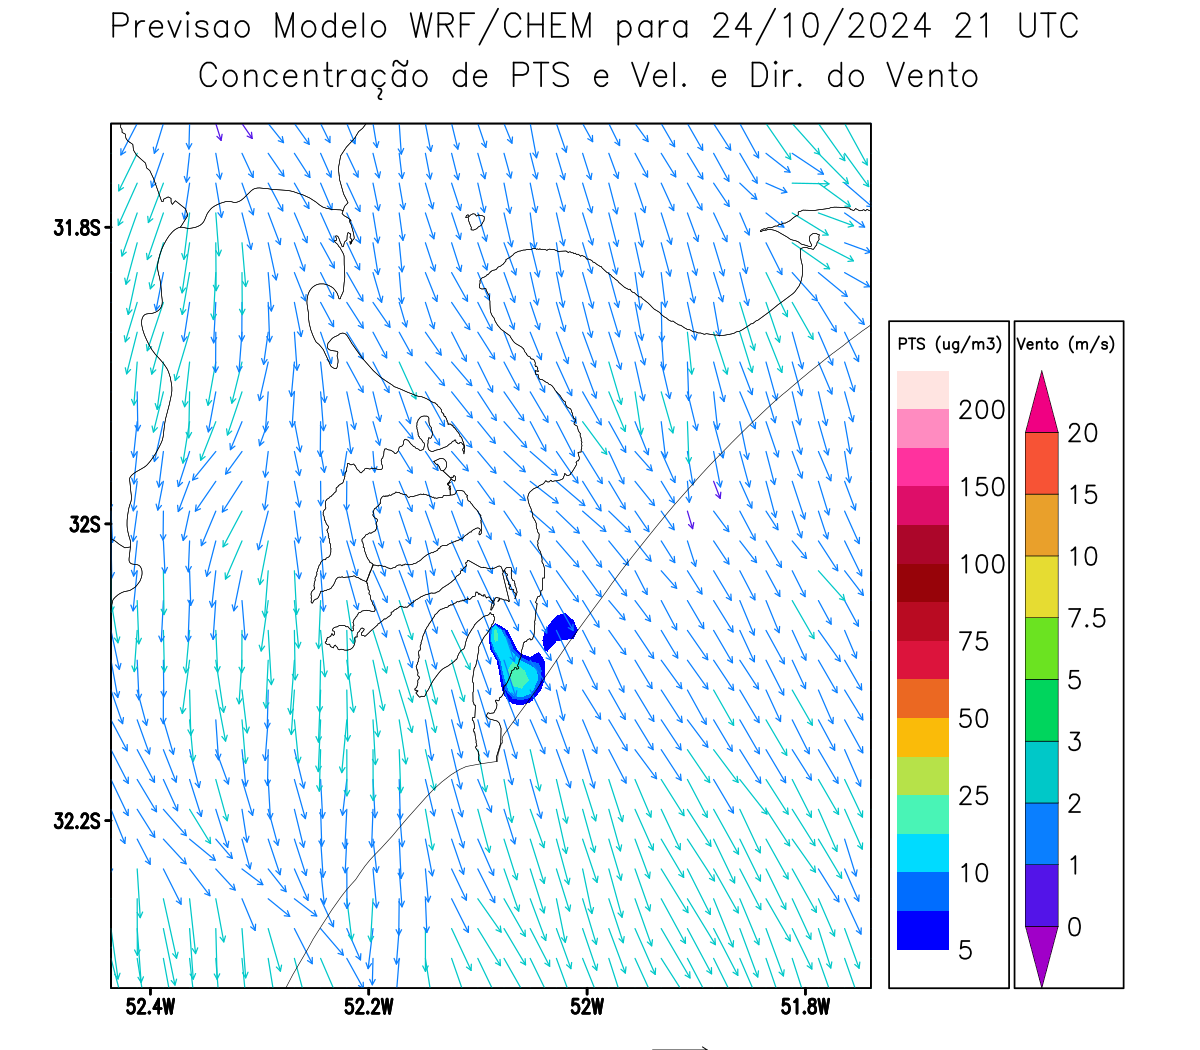 Previsao Modelo WRF/CHEM para 24/10/2024 21 UTC
Concentração de PTS e Vel. e Dir. do Vento
31.8S
32S
32.2S
52.4W
52.2W
52W
51.8W
PTS (ug/m3)
200
150
100
75
50
25
10
5
Vento (m/s)
20
15
10
7.5
5
3
2
1
0